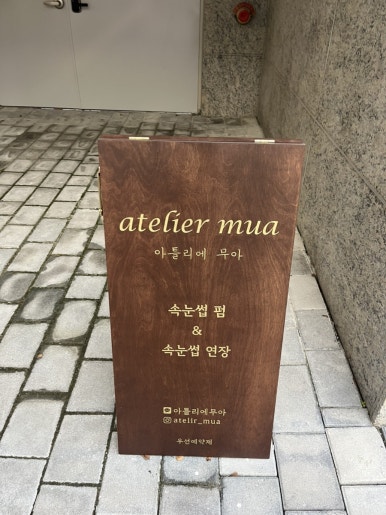 atelier mua
아틀리에 무아
속눈썹 펌
&
속눈썹 연장
아틀리에무아
atelir_mua
우선예약제